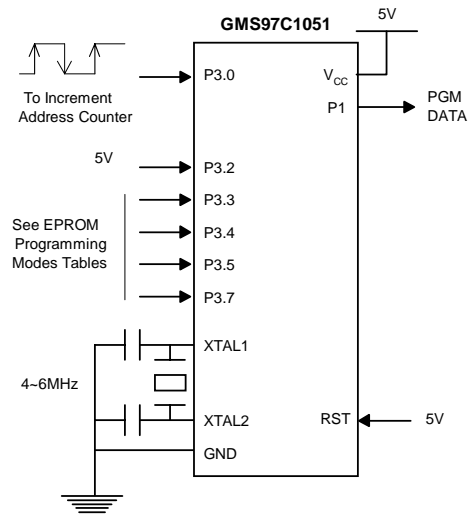 GMS97C1051
5V
P3.0
VCC
To Increment
Address Counter
P1
PGM
DATA
5V
P3.2
P3.3
See EPROM
Programming
Modes Tables
P3.4
P3.5
P3.7
XTAL1
4~6MHz
XTAL2
RST
5V
GND